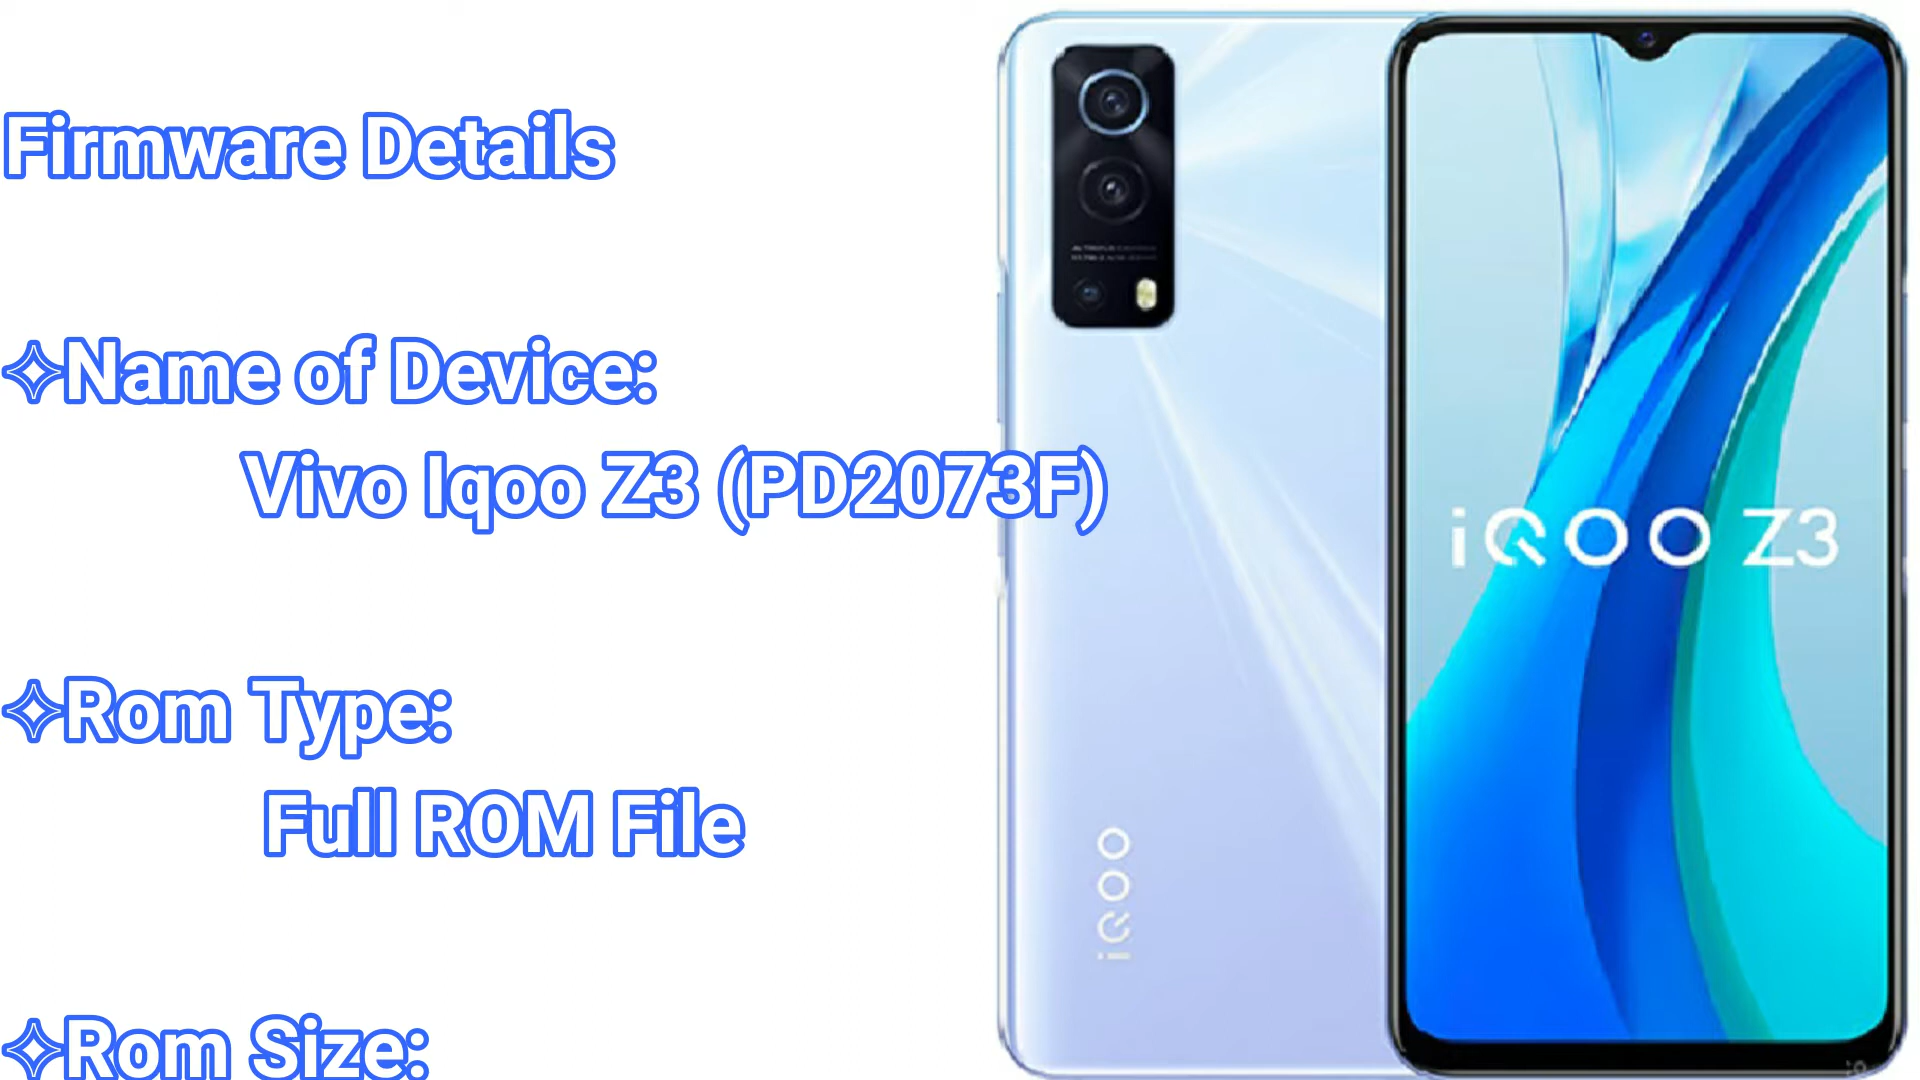 Firmware Details
✧Name of Device:
Vivo Iqoo Z3 (PD2073F)
✧Rom Type:
Full ROM File
✧Rom Size:
iQOO Z3
iQOO